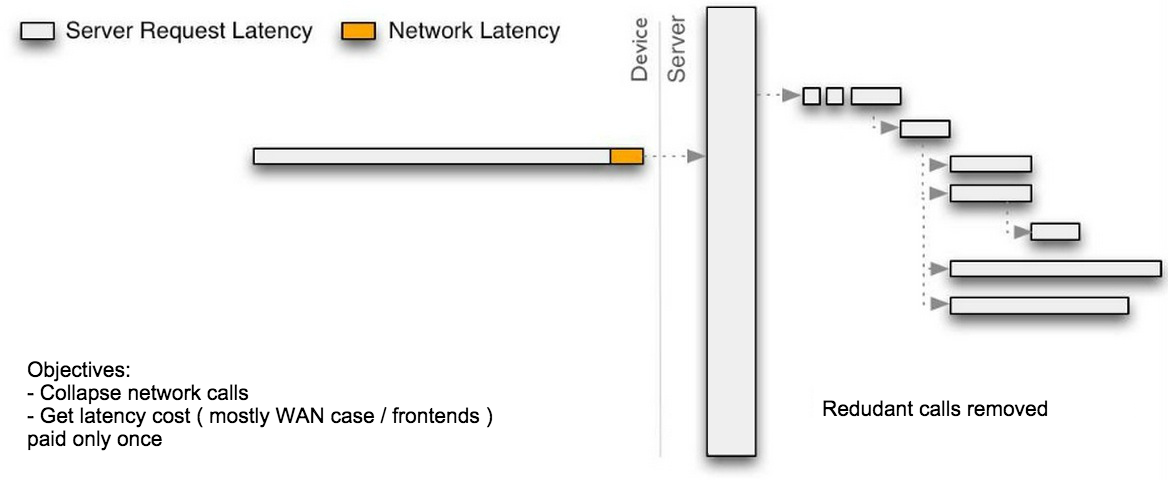 Server Request Latency
Network Latency
Device
Server
Objectives:
- Collapse network calls
- Get latency cost ( mostly WAN case / frontends )
paid only once
Redudant calls removed